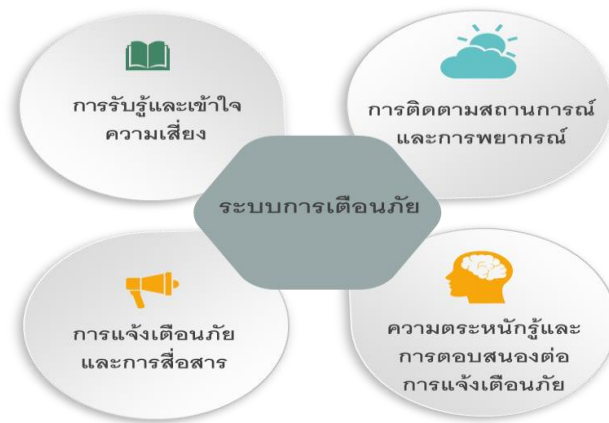 การรับรู้และเข้าใจ
ความเสี่ยง
การติดตามสถานการณ์
และการพยากรณ์
ระบบการเตือนภัย
การแจ้งเตือนภัย
และการสื่อสาร
ความตระหนักรู้และ
การตอบสนองต่อ
การแจ้งเตือนภัย